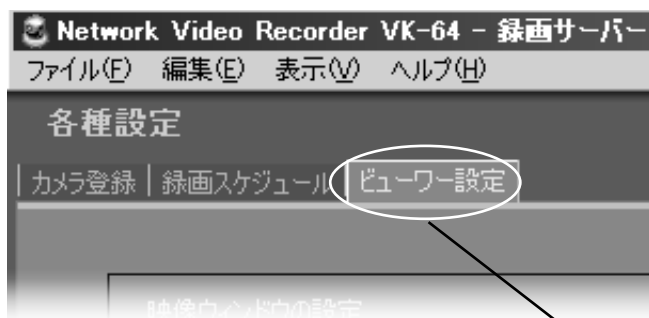 Network Video Recorder VK-64 - 録画サーバー
ファイル(F) 編集(E) 表示(V) ヘルプ(H)
各種設定
カメラ登録 録画スケジュール ビューワー設定
映像ウィンドウの設定